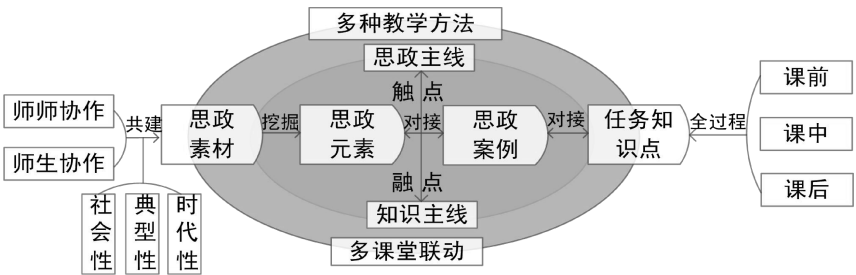 多种教学方法
思政主线
触点
师师协作
师生协作
共建
思政
素材
挖掘
思政
元素
对接
思政
案例
对接
任务知
识点
全过程
课前
课中
课后
融点
知识主线
多课堂联动
社会性
典型性
时代性